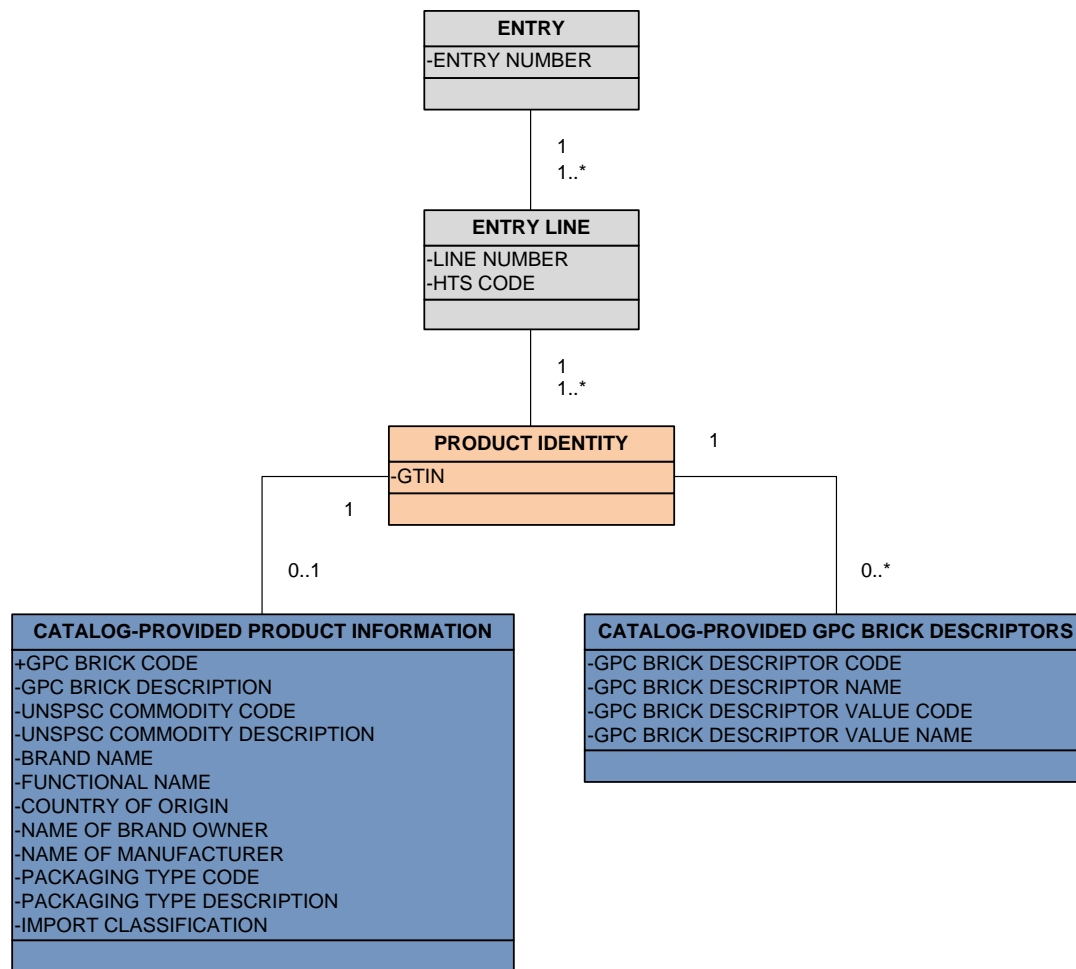 ENTRY
-ENTRY NUMBER
1
1..*
ENTRY LINE
-LINE NUMBER
-HTS CODE
1
1..*
PRODUCT IDENTITY
-GTIN
1
1
0..1
0..*
CATALOG-PROVIDED PRODUCT INFORMATION
+GPC BRICK CODE
-GPC BRICK DESCRIPTION
-UNSPSC COMMODITY CODE
-UNSPSC COMMODITY DESCRIPTION
-BRAND NAME
-FUNCTIONAL NAME
-COUNTRY OF ORIGIN
-NAME OF BRAND OWNER
-NAME OF MANUFACTURER
-PACKAGING TYPE CODE
-PACKAGING TYPE DESCRIPTION
-IMPORT CLASSIFICATION
CATALOG-PROVIDED GPC BRICK DESCRIPTORS
-GPC BRICK DESCRIPTOR CODE
-GPC BRICK DESCRIPTOR NAME
-GPC BRICK DESCRIPTOR VALUE CODE
-GPC BRICK DESCRIPTOR VALUE NAME